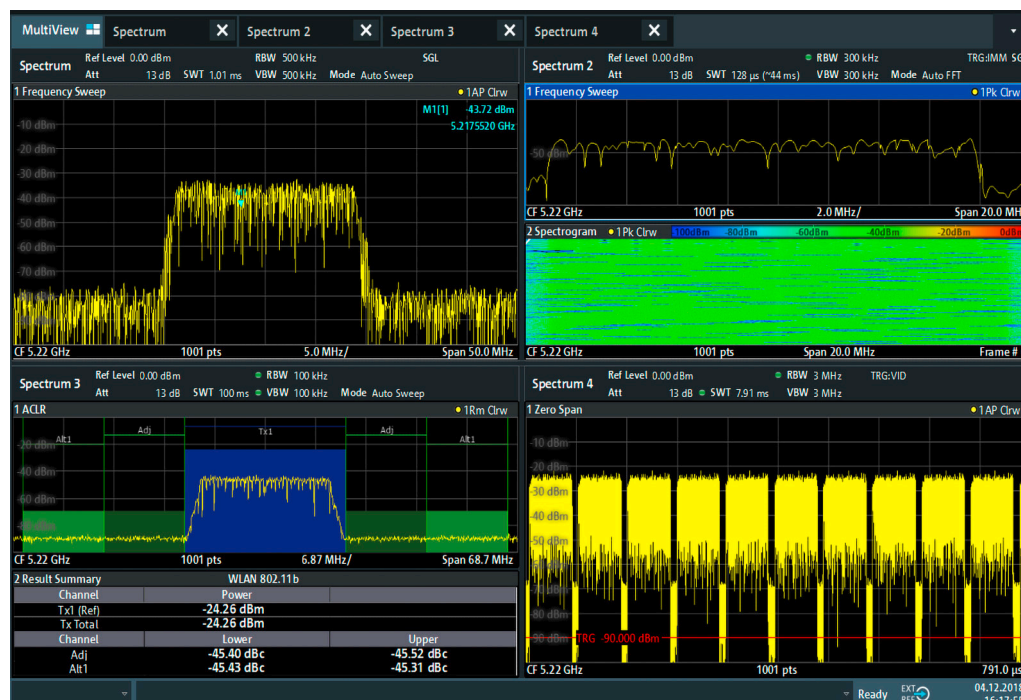 MultiView Spectrum X Spectrum 2 X Spectrum 3 X Spectrum 4 X
Spectrum
Ref Level 0.00 dBm RBW 500 kHz SGL
Att 13 dB SWT 1.01 ms VBW 500 kHz Mode Auto Sweep
1 Frequency Sweep 1AP Clrw
M1[1] -43.72 dBm
5.2175520 GHz
-10 dBm
-20 dBm
-30 dBm
-40 dBm
-50 dBm
-60 dBm
-70 dBm
CF 5.22 GHz 1001 pts 5.0 MHz/ Span 50.0 MHz
Spectrum 2
Ref Level 0.00 dBm RBW 300 kHz TRG:IMM SG
Att 13 dB SWT 128 µs (~44 ms) VBW 300 kHz Mode Auto FFT
1 Frequency Sweep 1Pk Clrw
-50 dBm
CF 5.22 GHz 1001 pts 2.0 MHz/ Span 20.0 MH
2 Spectrogram 1Pk Clrw -100dBm -80dBm -60dBm -40dBm -20dBm 0dBm
CF 5.22 GHz 1001 pts Span 20.0 MHz Frame #
Spectrum 3
Ref Level 0.00 dBm RBW 100 kHz
Att 13 dB SWT 100 ms VBW 100 kHz Mode Auto Sweep
1 ACLR 1Rm Clrw
Alt1 Adj Tx1 Adj Alt1
-20 dBm
-40 dBm
-60 dBm
CF 5.22 GHz 1001 pts 6.87 MHz/ Span 68.7 MHz
2 Result Summary WLAN 802.11b
Channel Power
Tx1 (Ref) -24.26 dBm
Tx Total -24.26 dBm
Channel Lower Upper
Adj -45.40 dBc -45.52 dBc
Alt1 -45.43 dBc -45.31 dBc
Spectrum 4
Ref Level 0.00 dBm RBW 3 MHz TRG:VID
Att 13 dB SWT 7.91 ms VBW 3 MHz
1 Zero Span 1AP Clrw
-10 dBm
-20 dBm
-30 dBm
-40 dBm
-50 dBm
-60 dBm
-70 dBm
-80 dBm
-90 dBm TRG -90.000 dBm
CF 5.22 GHz 1001 pts 791.0 µs
Ready EXT REF 04.12.2018